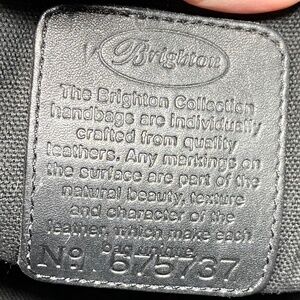 Brighton
The Brighton Collection
handbags are individually
crafted from quality
leathers. Any markings on
the surface are part of the
natural beauty, texture
and character of the
leather, which make each
bag unique.
Nº 675737